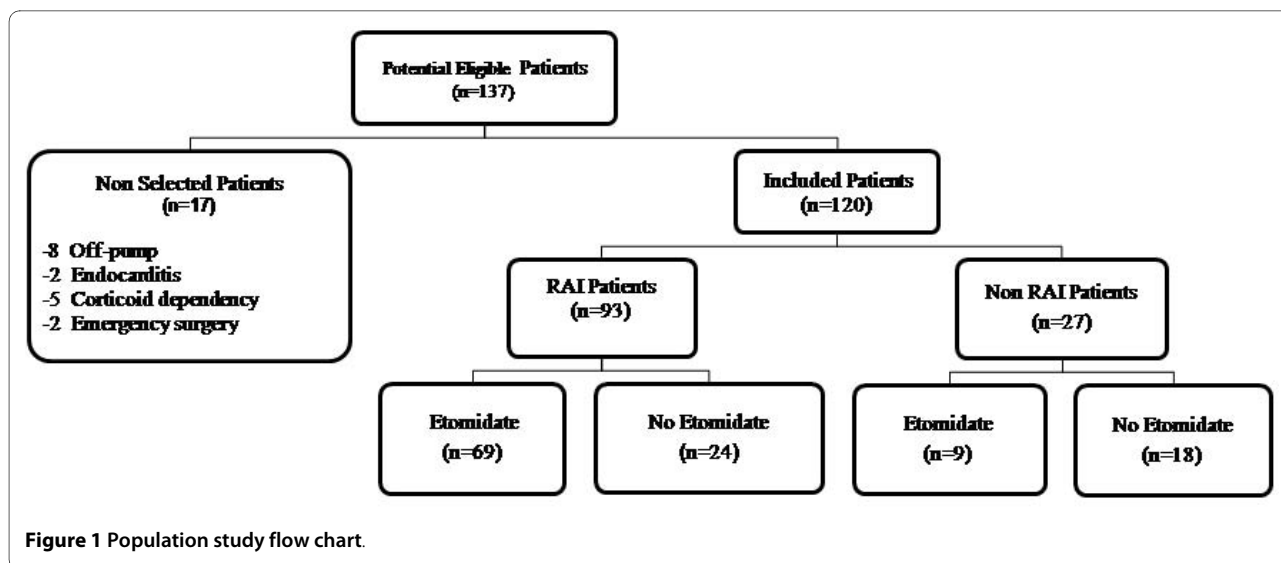 Potential Eligible Patients
(n=137)
Non Selected Patients
(n=17)
-8 Off-pump
-2 Endocarditis
-5 Corticoid dependency
-2 Emergency surgery
Included Patients
(n=120)
RAI Patients
(n=93)
Non RAI Patients
(n=27)
Etomidate
(n=69)
No Etomidate
(n=24)
Etomidate
(n=9)
No Etomidate
(n=18)
Figure 1 Population study flow chart.